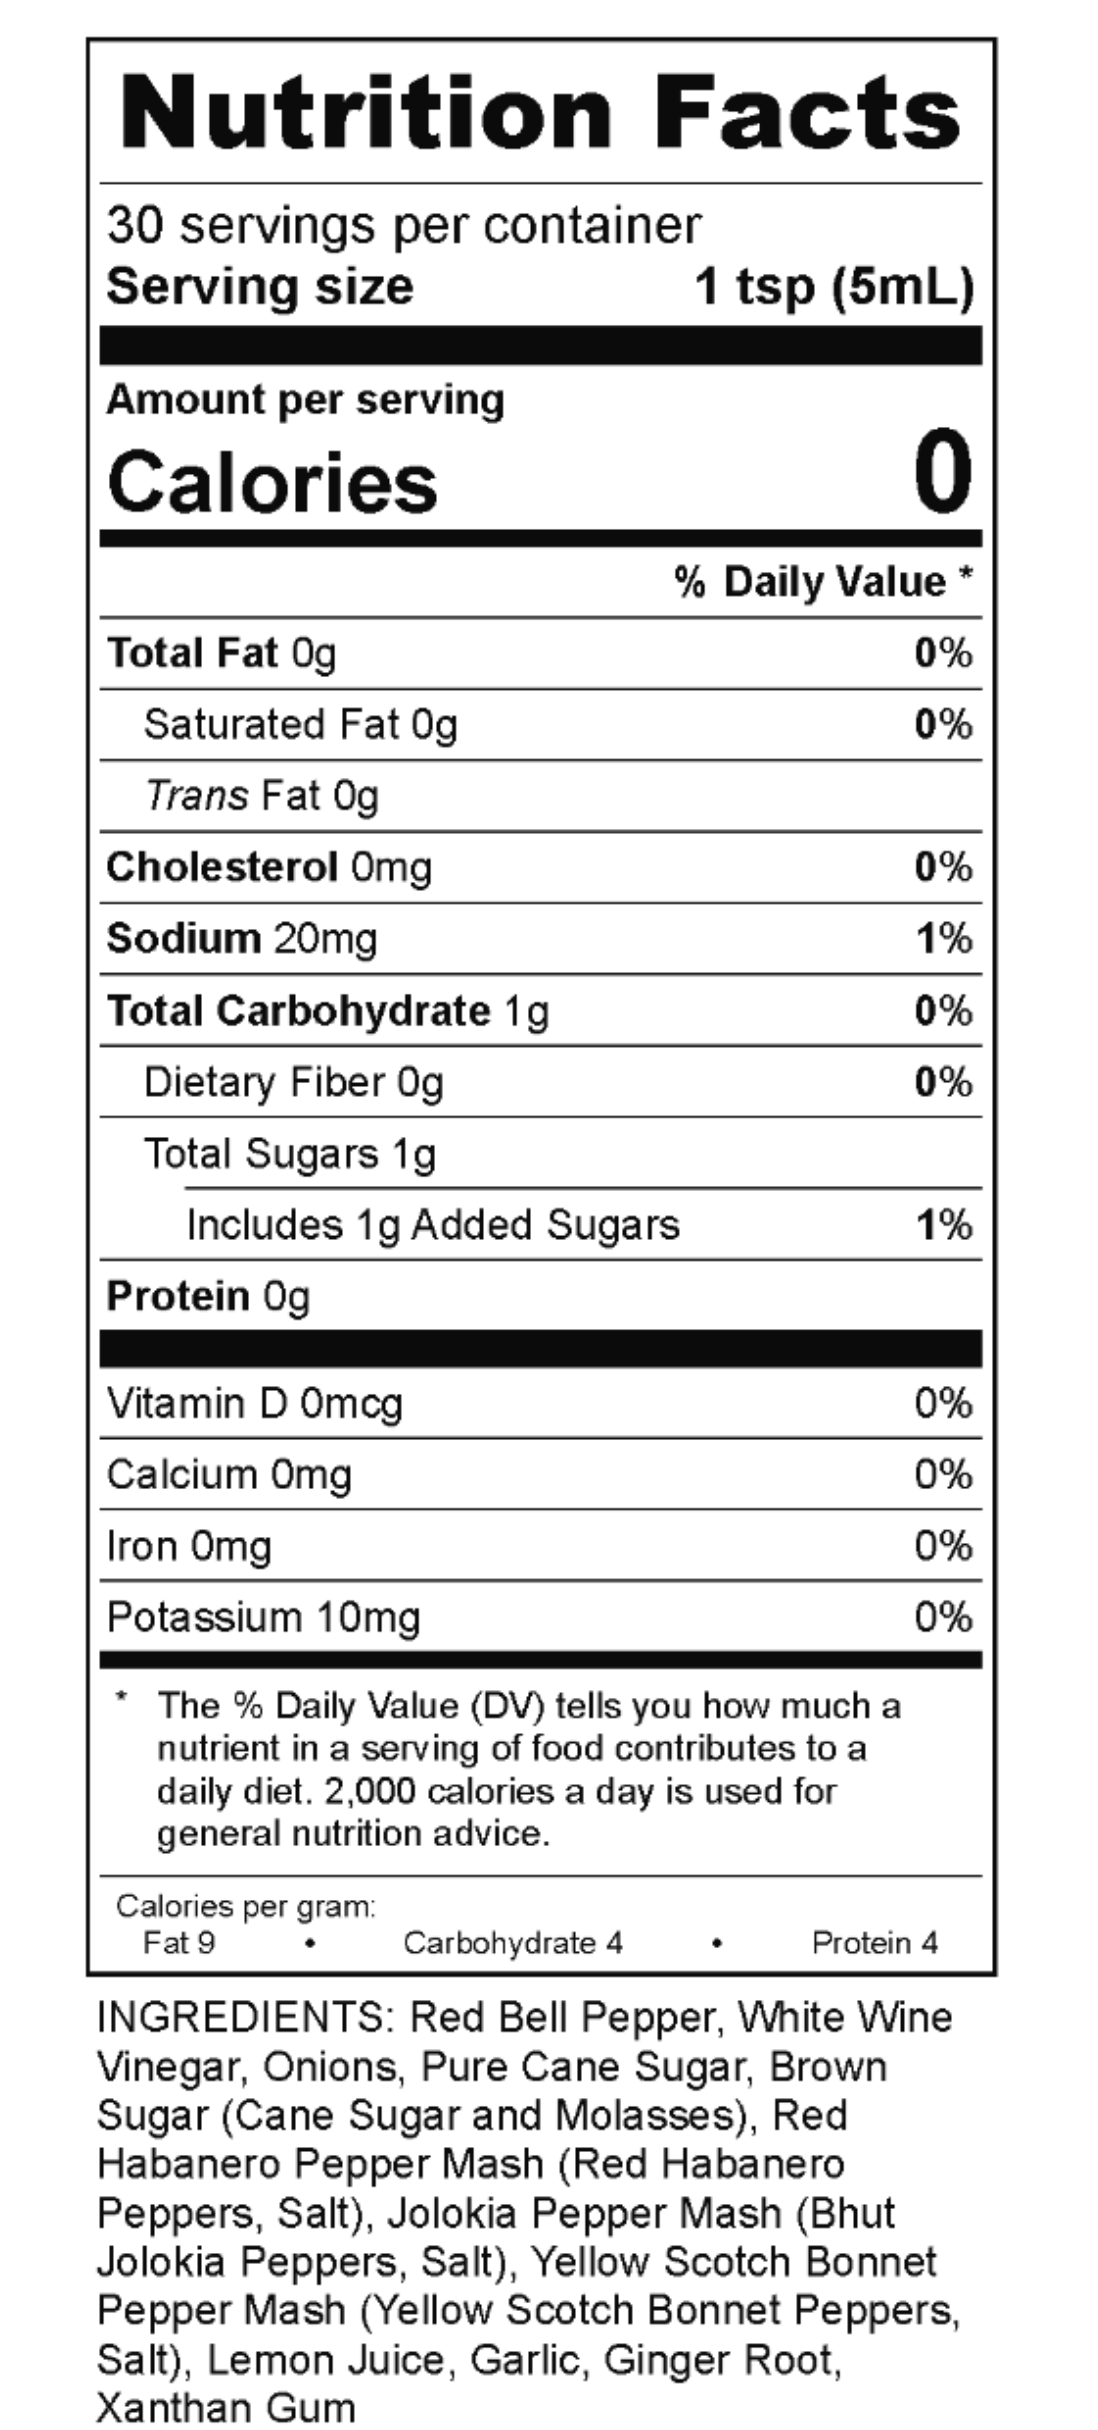 Nutrition Facts
30 servings per container
Serving size 1 tsp (5mL)
Amount per serving
Calories 0
% Daily Value *
Total Fat 0g 0%
Saturated Fat 0g 0%
Trans Fat 0g
Cholesterol 0mg 0%
Sodium 20mg 1%
Total Carbohydrate 1g 0%
Dietary Fiber 0g 0%
Total Sugars 1g
Includes 1g Added Sugars 1%
Protein 0g
Vitamin D 0mcg 0%
Calcium 0mg 0%
Iron 0mg 0%
Potassium 10mg 0%
* The % Daily Value (DV) tells you how much a
nutrient in a serving of food contributes to a
daily diet. 2,000 calories a day is used for
general nutrition advice.
Calories per gram:
Fat 9 • Carbohydrate 4 • Protein 4
INGREDIENTS: Red Bell Pepper, White Wine
Vinegar, Onions, Pure Cane Sugar, Brown
Sugar (Cane Sugar and Molasses), Red
Habanero Pepper Mash (Red Habanero
Peppers, Salt), Jolokia Pepper Mash (Bhut
Jolokia Peppers, Salt), Yellow Scotch Bonnet
Pepper Mash (Yellow Scotch Bonnet Peppers,
Salt), Lemon Juice, Garlic, Ginger Root,
Xanthan Gum